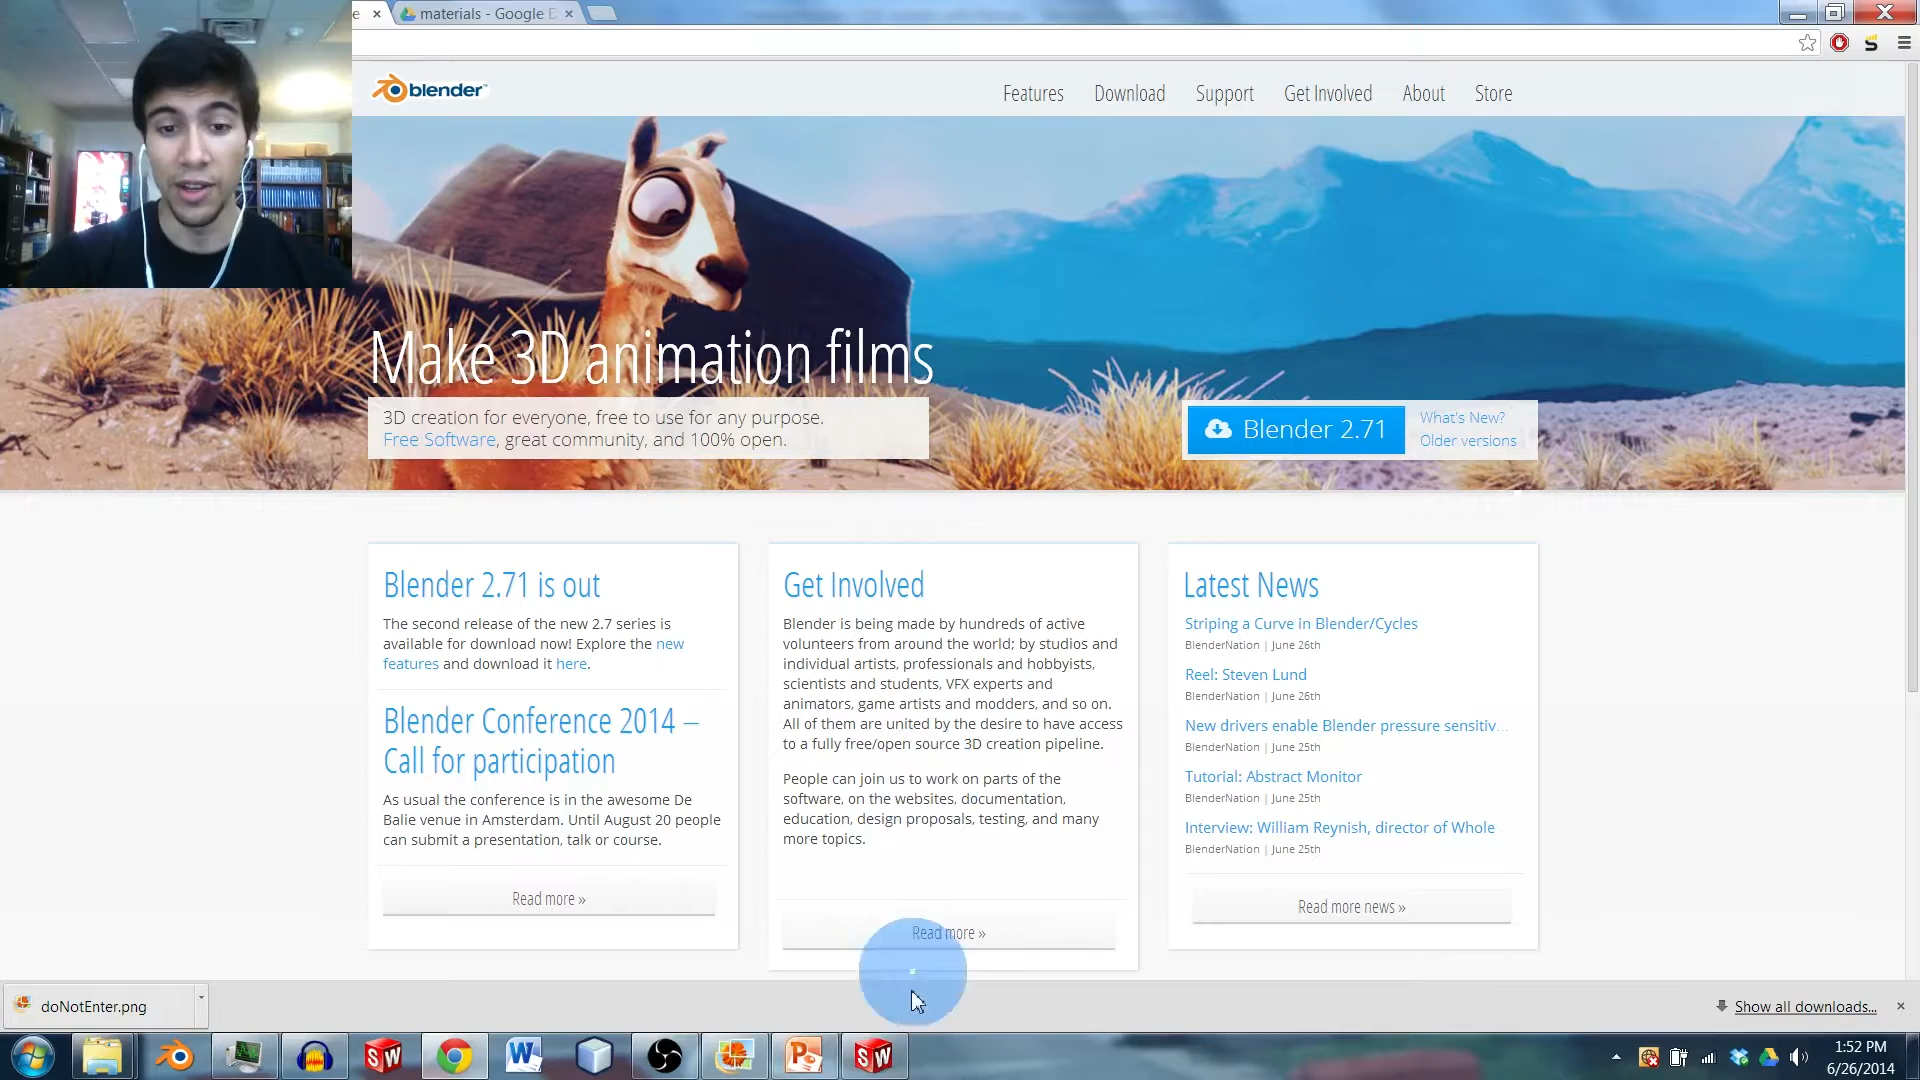 e
materials - Google D
blender
Features
Download
Support
Get Involved
About
Store
Make 3D animation films
3D creation for everyone, free to use for any purpose.
Free Software, great community, and 100% open.
Blender 2.71
What's New?
Older versions
Blender 2.71 is out
The second release of the new 2.7 series is
available for download now! Explore the new
features and download it here.
Blender Conference 2014 –
Call for participation
As usual the conference is in the awesome De
Balie venue in Amsterdam. Until August 20 people
can submit a presentation, talk or course.
Read more »
Get Involved
Blender is being made by hundreds of active
volunteers from around the world; by studios and
individual artists, professionals and hobbyists,
scientists and students, VFX experts and
animators, game artists and modders, and so on.
All of them are united by the desire to have access
to a fully free/open source 3D creation pipeline.
People can join us to work on parts of the
software, on the websites, documentation,
education, design proposals, testing, and many
more topics.
Read more »
Latest News
Striping a Curve in Blender/Cycles
BlenderNation | June 26th
Reel: Steven Lund
BlenderNation | June 26th
New drivers enable Blender pressure sensitiv...
BlenderNation | June 25th
Tutorial: Abstract Monitor
BlenderNation | June 25th
Interview: William Reynish, director of Whole
BlenderNation | June 25th
Read more news »
doNotEnter.png
Show all downloads...
SW
W
P
SW
1:52 PM
6/26/2014